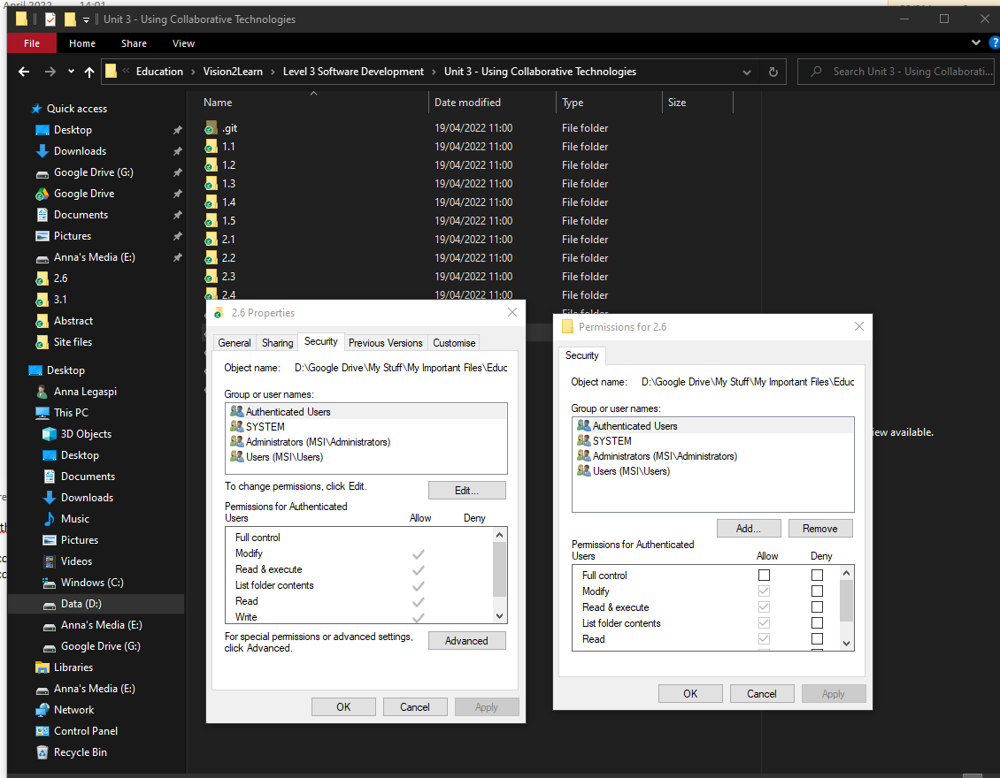 April 2022 14:01
Unit 3 - Using Collaborative Technologies
File Home Share View
Education Vision2Learn Level 3 Software Development Unit 3 - Using Collaborative Technologies
Search Unit 3 - Using Collaborati...
Quick access
Desktop
Downloads
Google Drive (G:)
Google Drive
Documents
Pictures
Anna's Media (E:)
2.6
3.1
Abstract
Site files
Desktop
Anna Legaspi
This PC
3D Objects
Desktop
Documents
Downloads
Music
Pictures
Videos
Windows (C:)
Data (D:)
Anna's Media (E:)
Google Drive (G:)
Libraries
Anna's Media (E:)
Network
Control Panel
Recycle Bin
Name Date modified Type Size
.git 19/04/2022 11:00 File folder
1.1 19/04/2022 11:00 File folder
1.2 19/04/2022 11:00 File folder
1.3 19/04/2022 11:00 File folder
1.4 19/04/2022 11:00 File folder
1.5 19/04/2022 11:00 File folder
2.1 19/04/2022 11:00 File folder
2.2 19/04/2022 11:00 File folder
2.3 19/04/2022 11:00 File folder
2.4 19/04/2022 11:00 File folder
2.6 Properties
General Sharing Security Previous Versions Customise
Object name: D:\Google Drive\My Stuff\My Important Files\Educ
Group or user names:
Authenticated Users
SYSTEM
Administrators (MSI\Administrators)
Users (MSI\Users)
To change permissions, click Edit.
Edit...
Permissions for Authenticated
Users Allow Deny
Full control
Modify
Read & execute
List folder contents
Read
Write
For special permissions or advanced settings,
click Advanced.
Advanced
OK Cancel Apply
Permissions for 2.6
Security
Object name: D:\Google Drive\My Stuff\My Important Files\Educ
Group or user names:
Authenticated Users
SYSTEM
Administrators (MSI\Administrators)
Users (MSI\Users)
Add... Remove
Permissions for Authenticated
Users Allow Deny
Full control
Modify
Read & execute
List folder contents
Read
OK Cancel Apply
iew available.